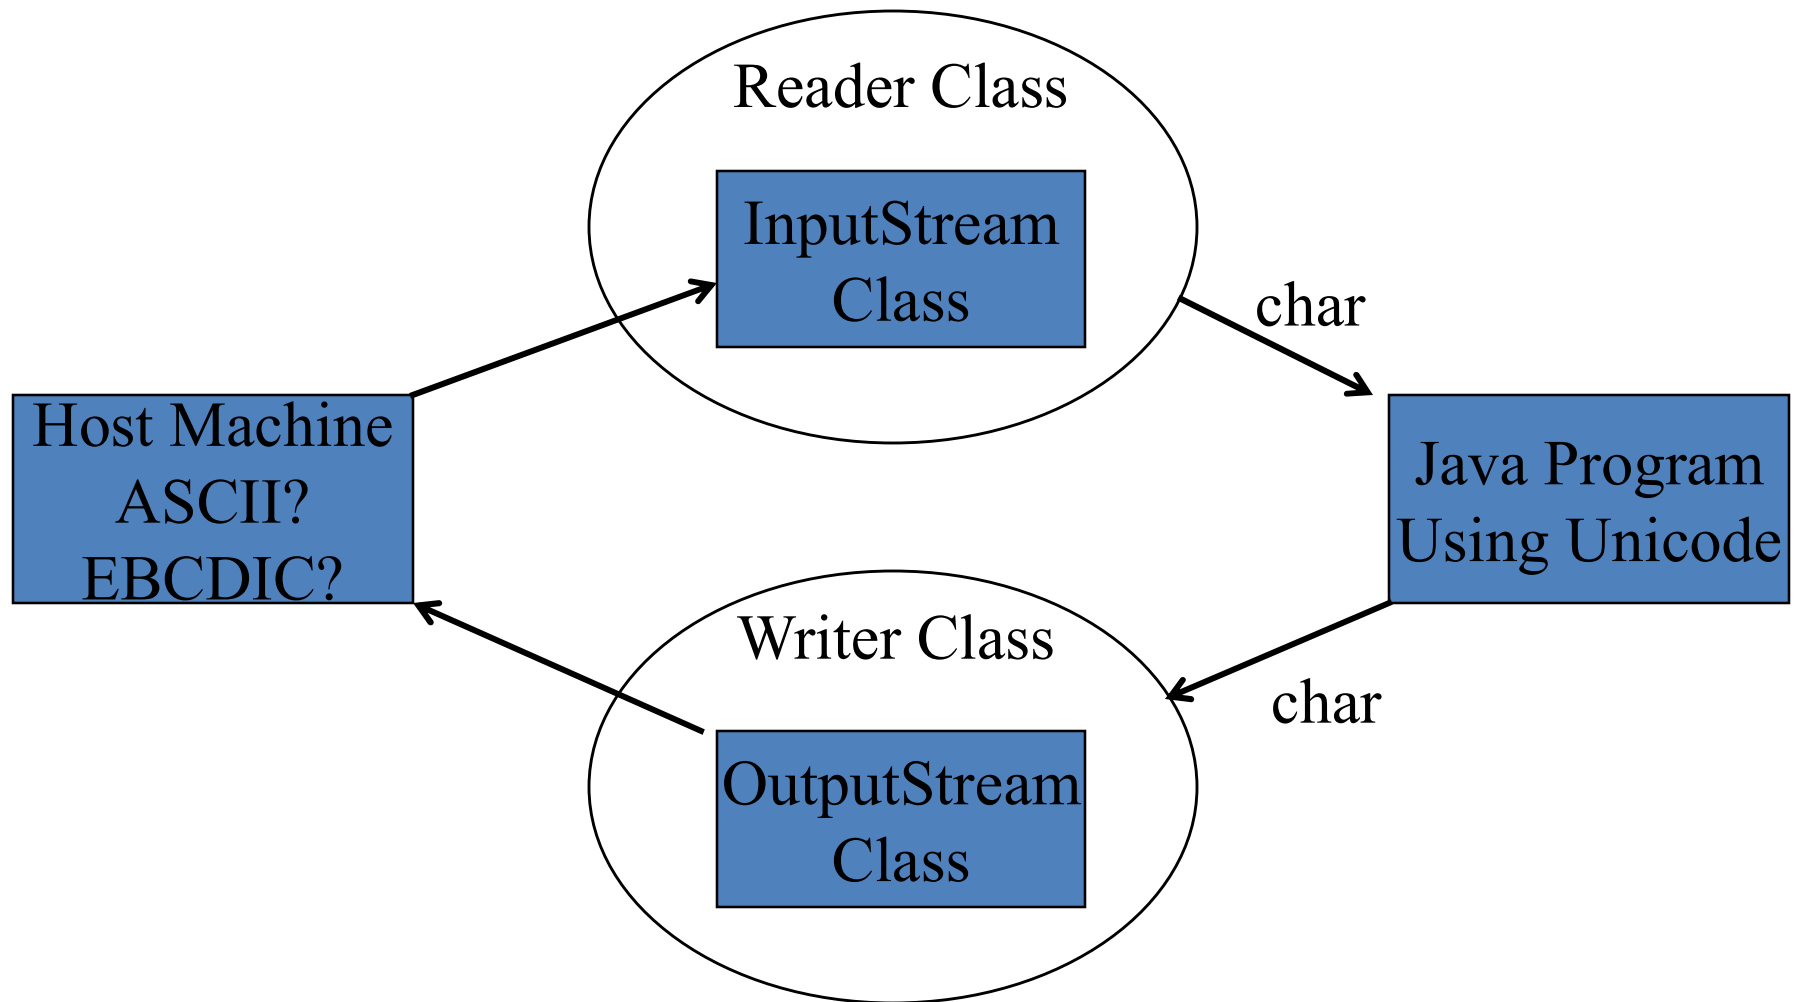 Reader Class
InputStream
Class
char
Host Machine
ASCII?
EBCDIC?
Java Program
Using Unicode
Writer Class
char
OutputStream
Class